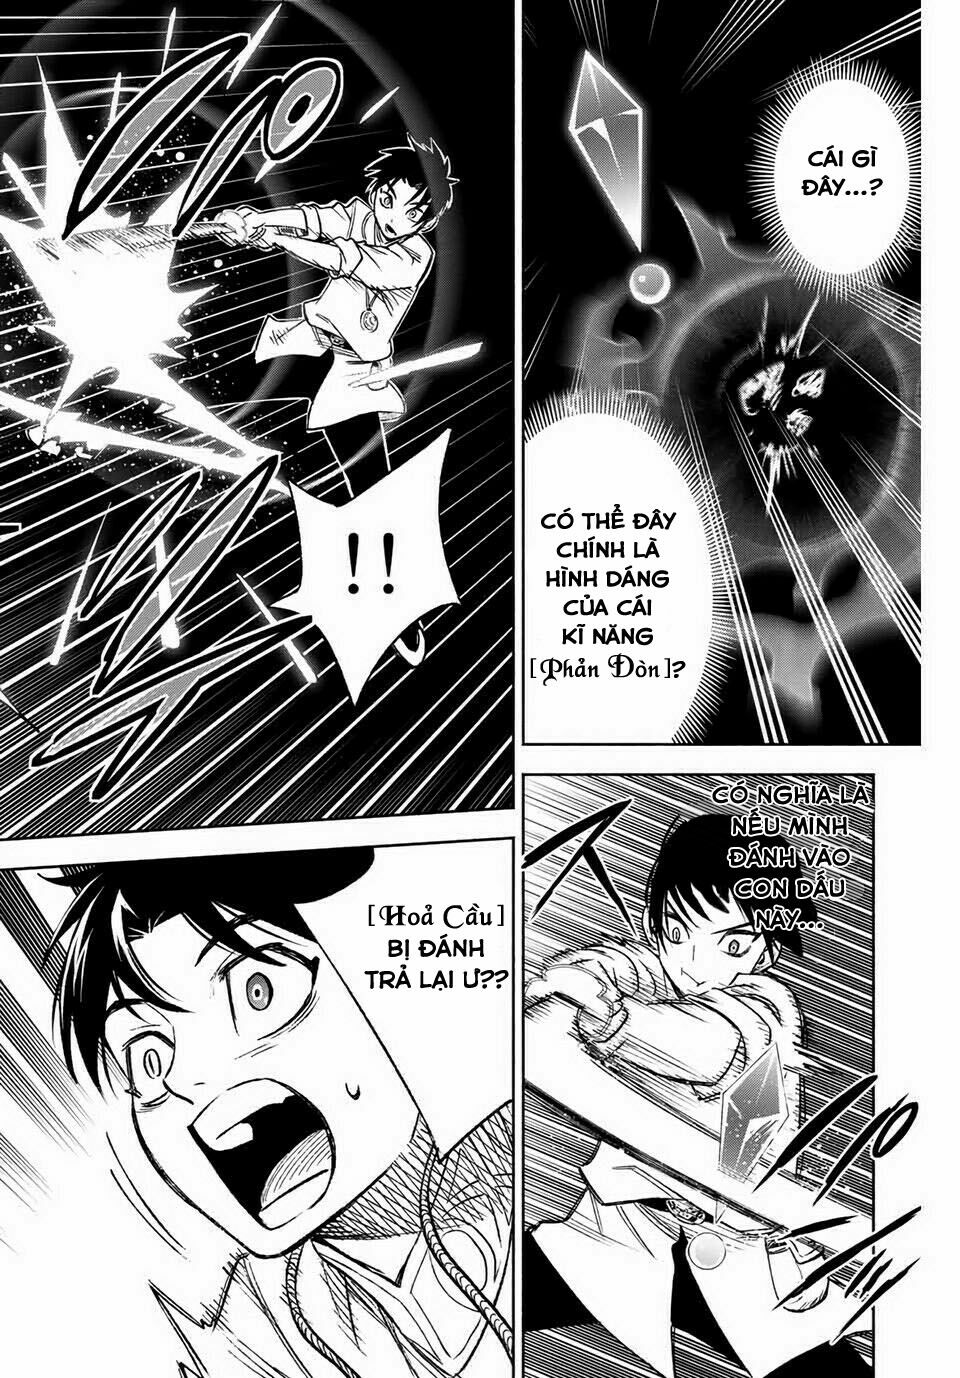 CÁI GÌ
ĐÂY...?
CÓ THỂ ĐÂY
CHÍNH LÀ
HÌNH DÁNG
CỦA CÁI
KĨ NĂNG
[Phản Đòn]?
!!
CÓ NGHĨA LÀ
NẾU MÌNH
ĐÁNH VÀO
CON DẤU
NÀY...
[Hoả Cầu]
BỊ ĐÁNH
TRẢ LẠI Ư??